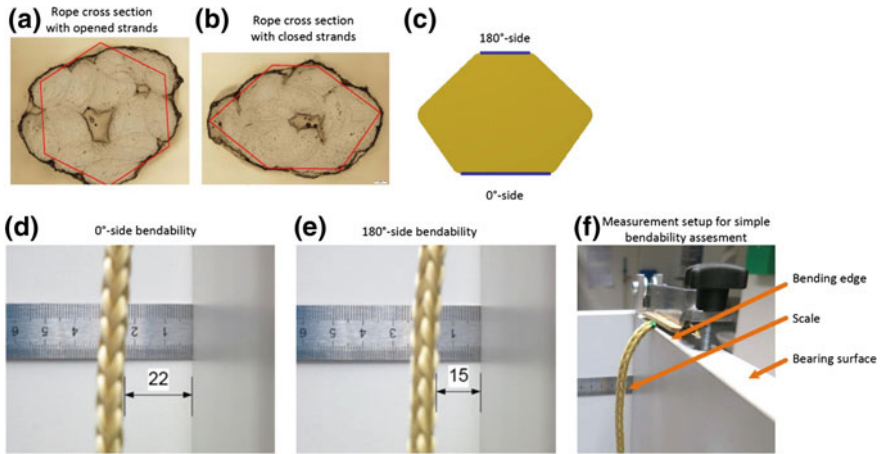 (a)
Rope cross section
with opened strands
(b)
Rope cross section
with closed strands
(c)
180°-side
0°-side
(d)
0°-side bendability
6 5 4 2 1
22
(e)
180°-side bendability
6 5 4 3 1
15
(f)
Measurement setup for simple
bendability assesment
Bending edge
Scale
Bearing surface